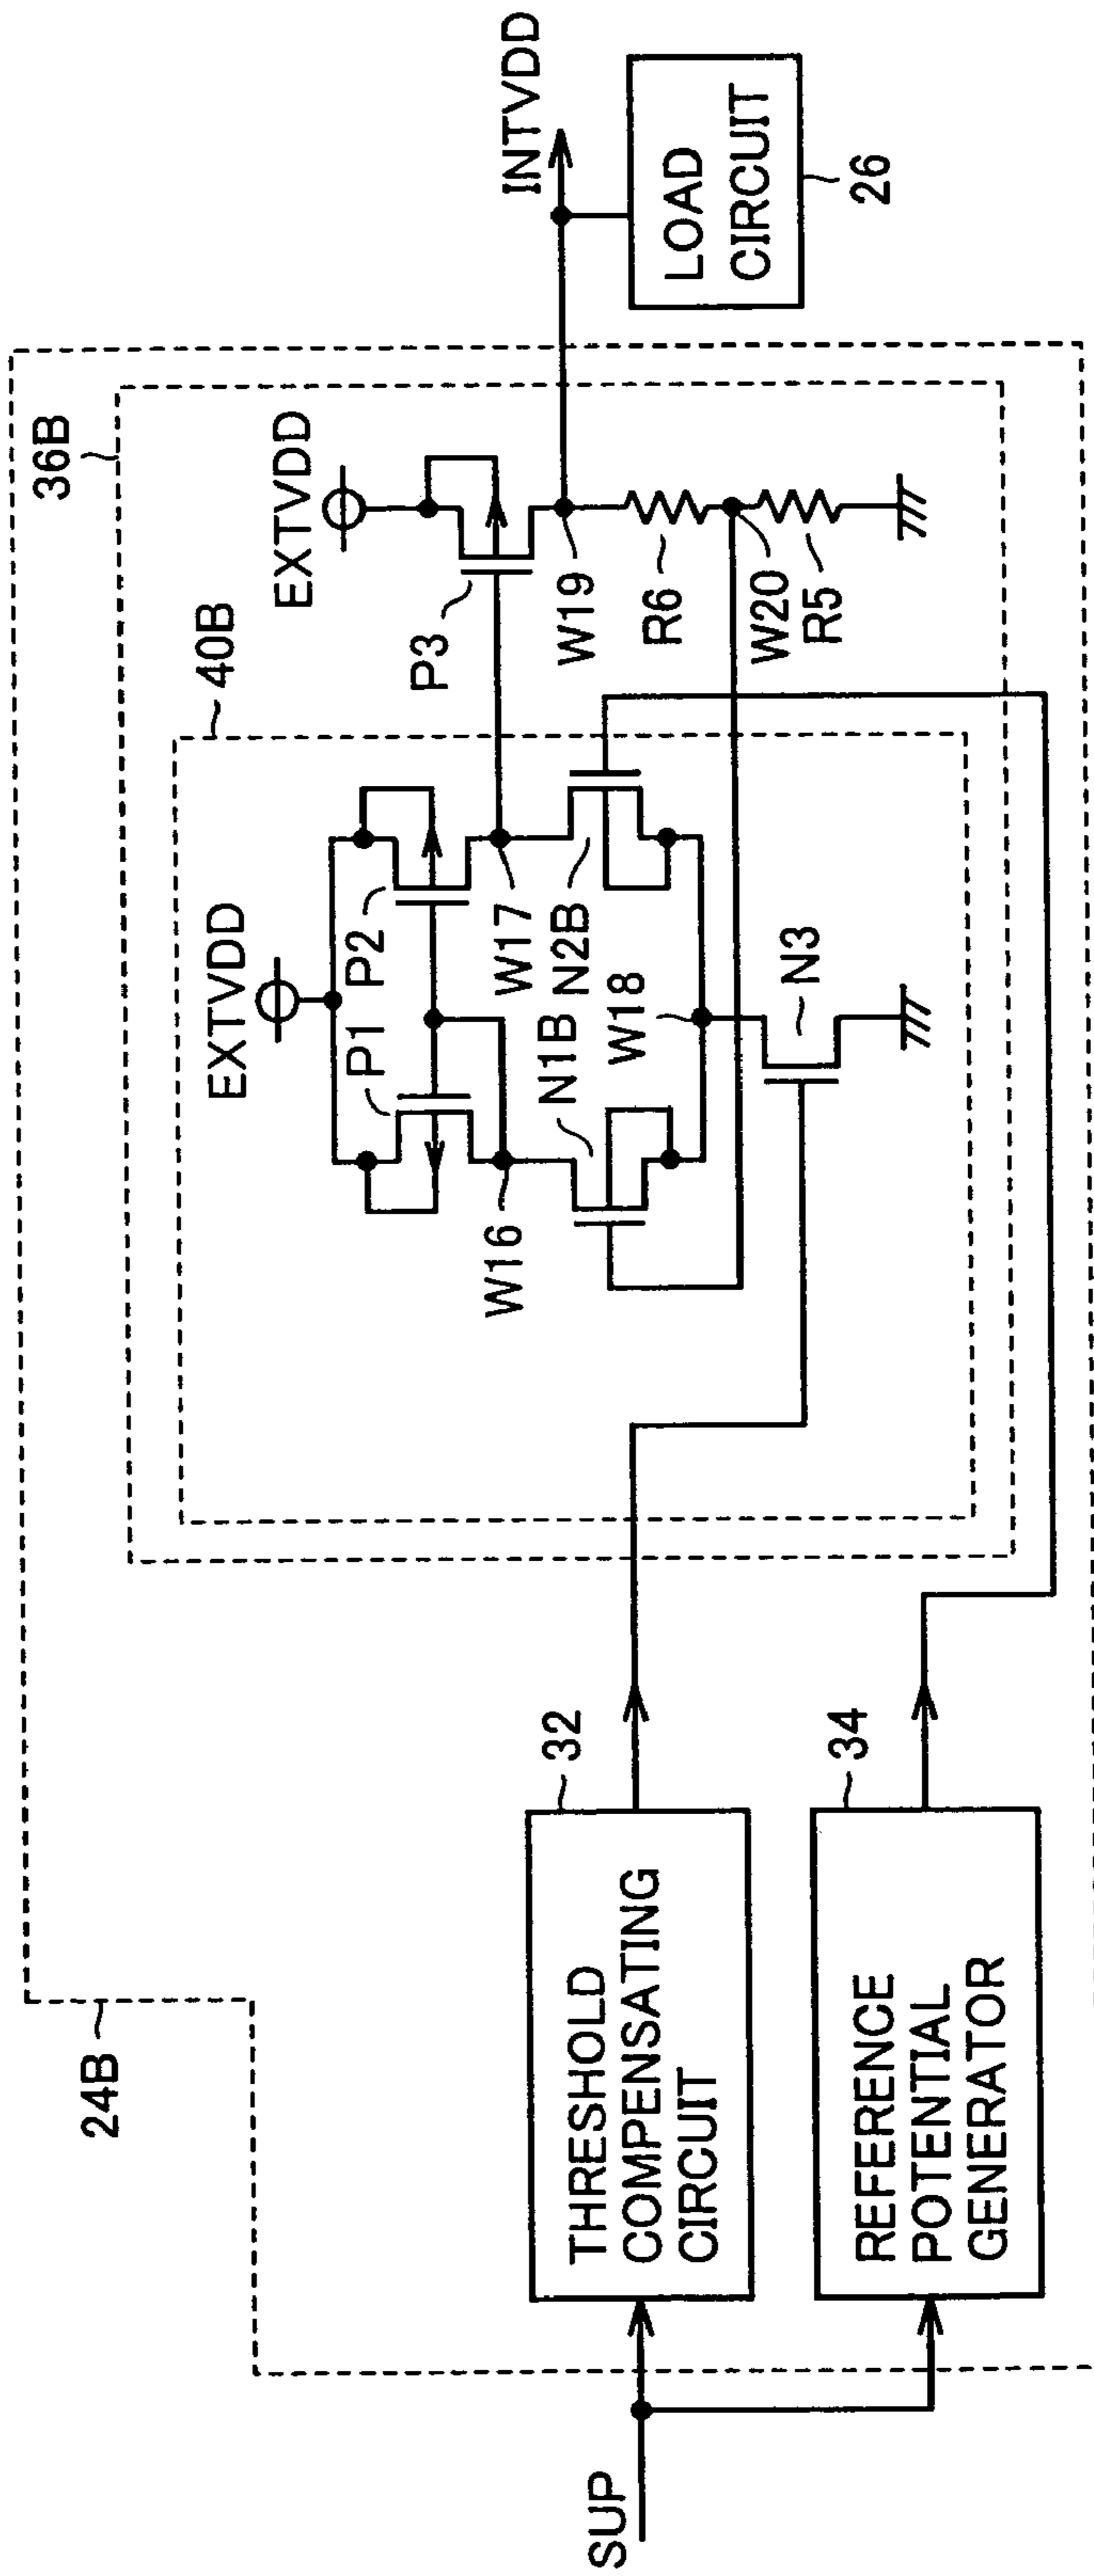 24B
36B
40B
EXTVDD
EXTVDD
P1
P2
P3
W16
W17
N1B
N2B
W18
N3
W19
R6
W20
R5
INTVDD
LOAD
CIRCUIT
26
SUP
THRESHOLD
COMPENSATING
CIRCUIT
32
REFERENCE
POTENTIAL
GENERATOR
34